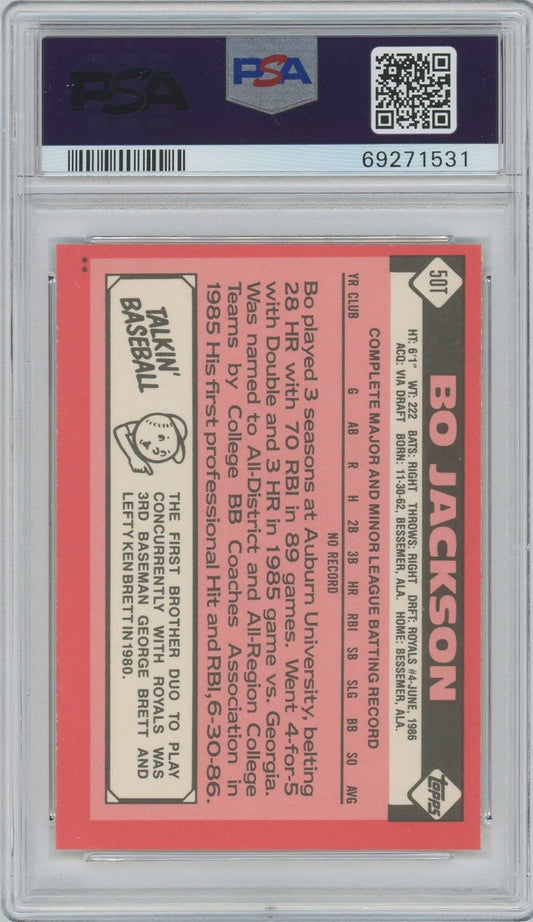 PSA
PSA
69271531
50T
BO JACKSON
Topps
HT: 6'1" WT: 222 BATS: RIGHT THROWS: RIGHT DRFT: ROYALS #4-JUNE, 1986
ACQ: VIA DRAFT BORN: 11-30-62, BESSEMER, ALA. HOME: BESSEMER, ALA.
COMPLETE MAJOR AND MINOR LEAGUE BATTING RECORD
YR CLUB G AB R H 2B 3B HR RBI SB SLG BB SO AVG
NO RECORD
Bo played 3 seasons at Auburn University, belting
28 HR with 70 RBI in 89 games. Went 4-for-5
with Double and 3 HR in 1985 game vs. Georgia.
Was named to All-District and All-Region College
Teams by College BB Coaches Association in
1985 His first professional Hit and RBI, 6-30-86.
TALKIN'
BASEBALL
THE FIRST BROTHER DUO TO PLAY
CONCURRENTLY WITH ROYALS WAS
3RD BASEMAN GEORGE BRETT AND
LEFTY KEN BRETT IN 1980.
**